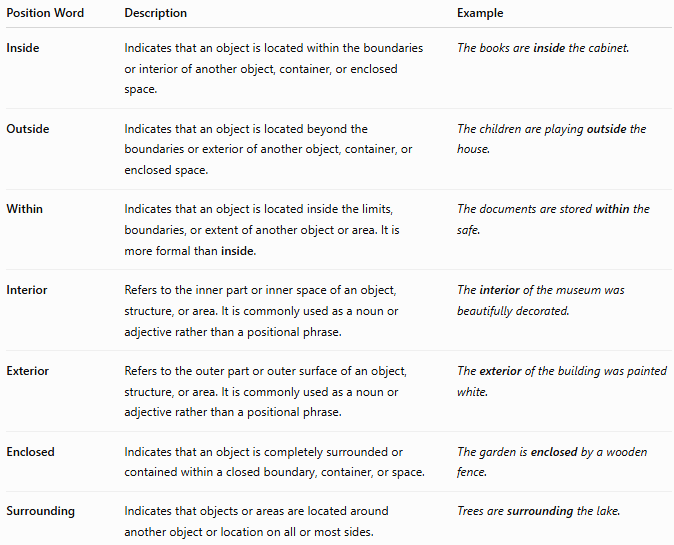 Position Word Description Example
Inside Indicates that an object is located within the boundaries The books are inside the cabinet.
or interior of another object, container, or enclosed
space.
Outside Indicates that an object is located beyond the The children are playing outside the
boundaries or exterior of another object, container, or house.
enclosed space.
Within Indicates that an object is located inside the limits, The documents are stored within the
boundaries, or extent of another object or area. It is safe.
more formal than inside.
Interior Refers to the inner part or inner space of an object, The interior of the museum was
structure, or area. It is commonly used as a noun or beautifully decorated.
adjective rather than a positional phrase.
Exterior Refers to the outer part or outer surface of an object, The exterior of the building was painted
structure, or area. It is commonly used as a noun or white.
adjective rather than a positional phrase.
Enclosed Indicates that an object is completely surrounded or The garden is enclosed by a wooden
contained within a closed boundary, container, or space. fence.
Surrounding Indicates that objects or areas are located around Trees are surrounding the lake.
another object or location on all or most sides.